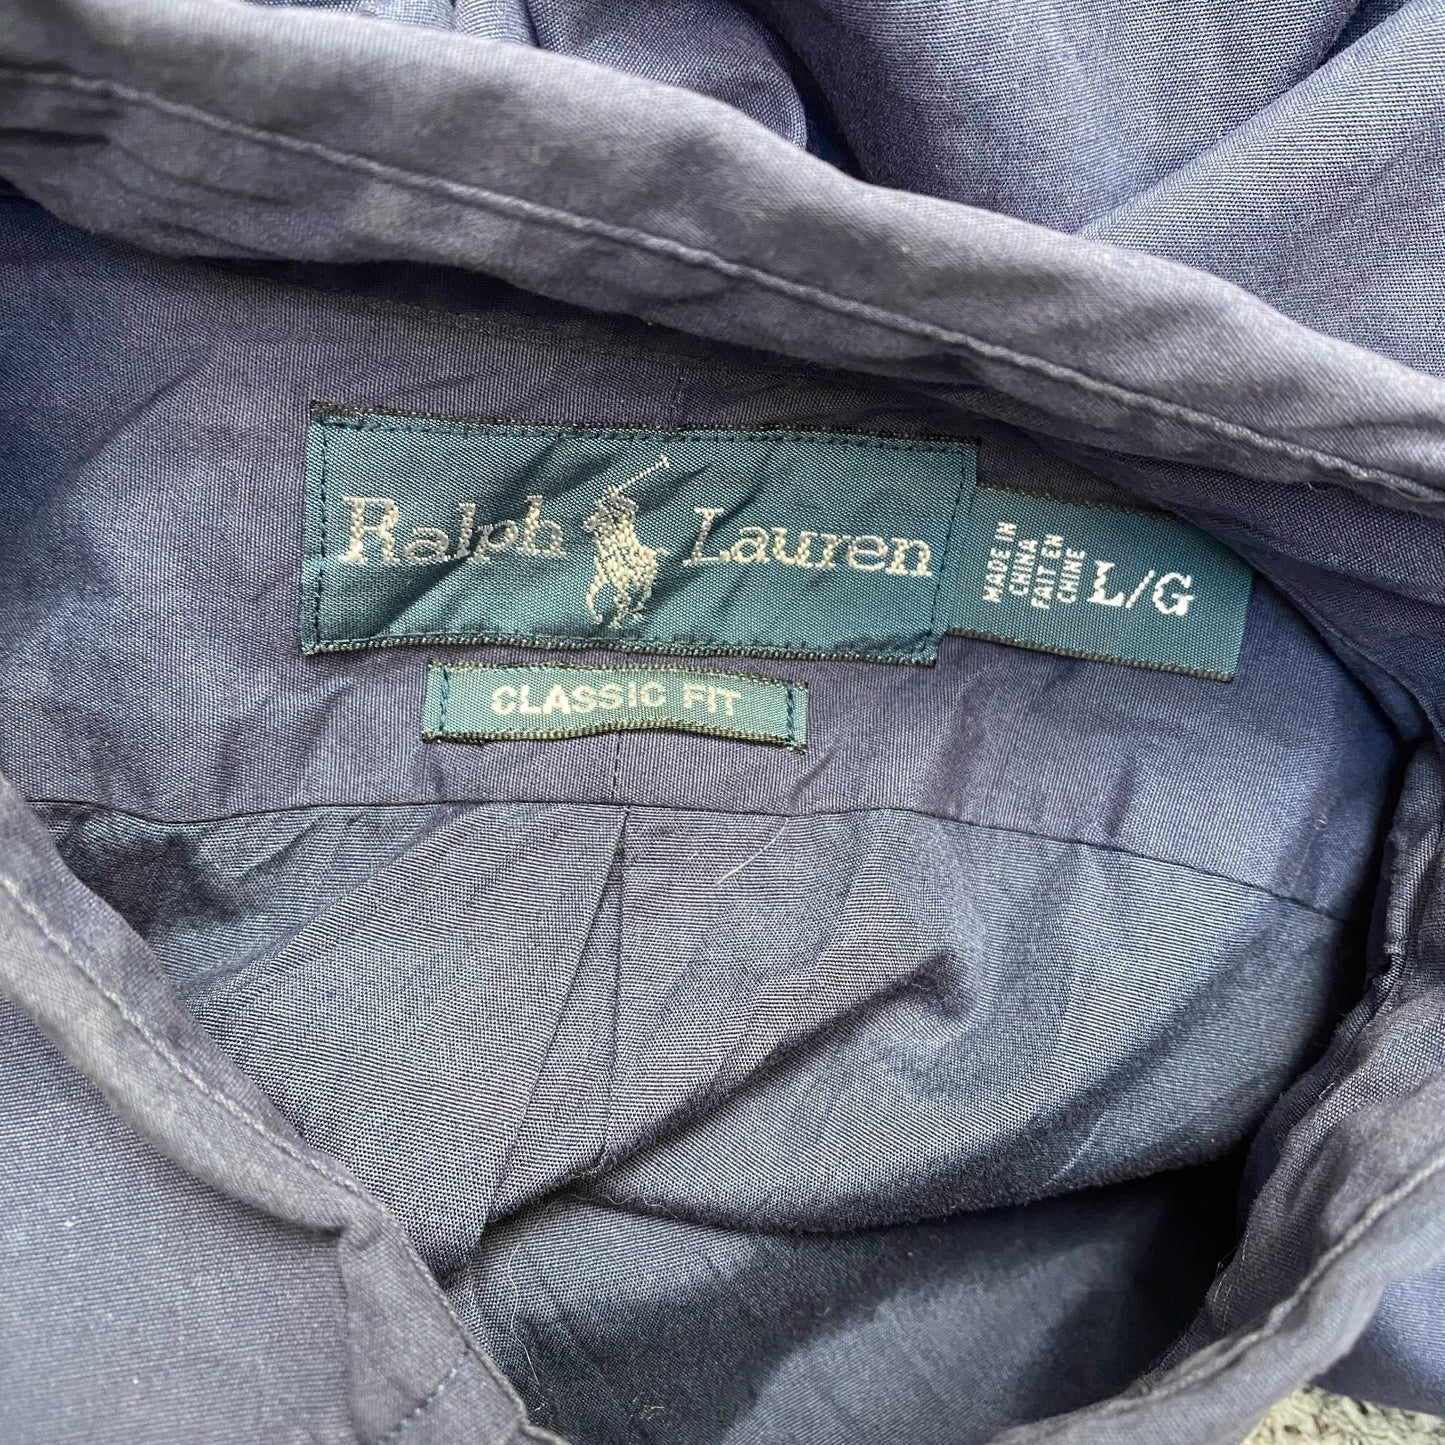 Ralph Lauren
MADE IN
CHINA
FAIT EN
CHINE
L/G
CLASSIC FIT